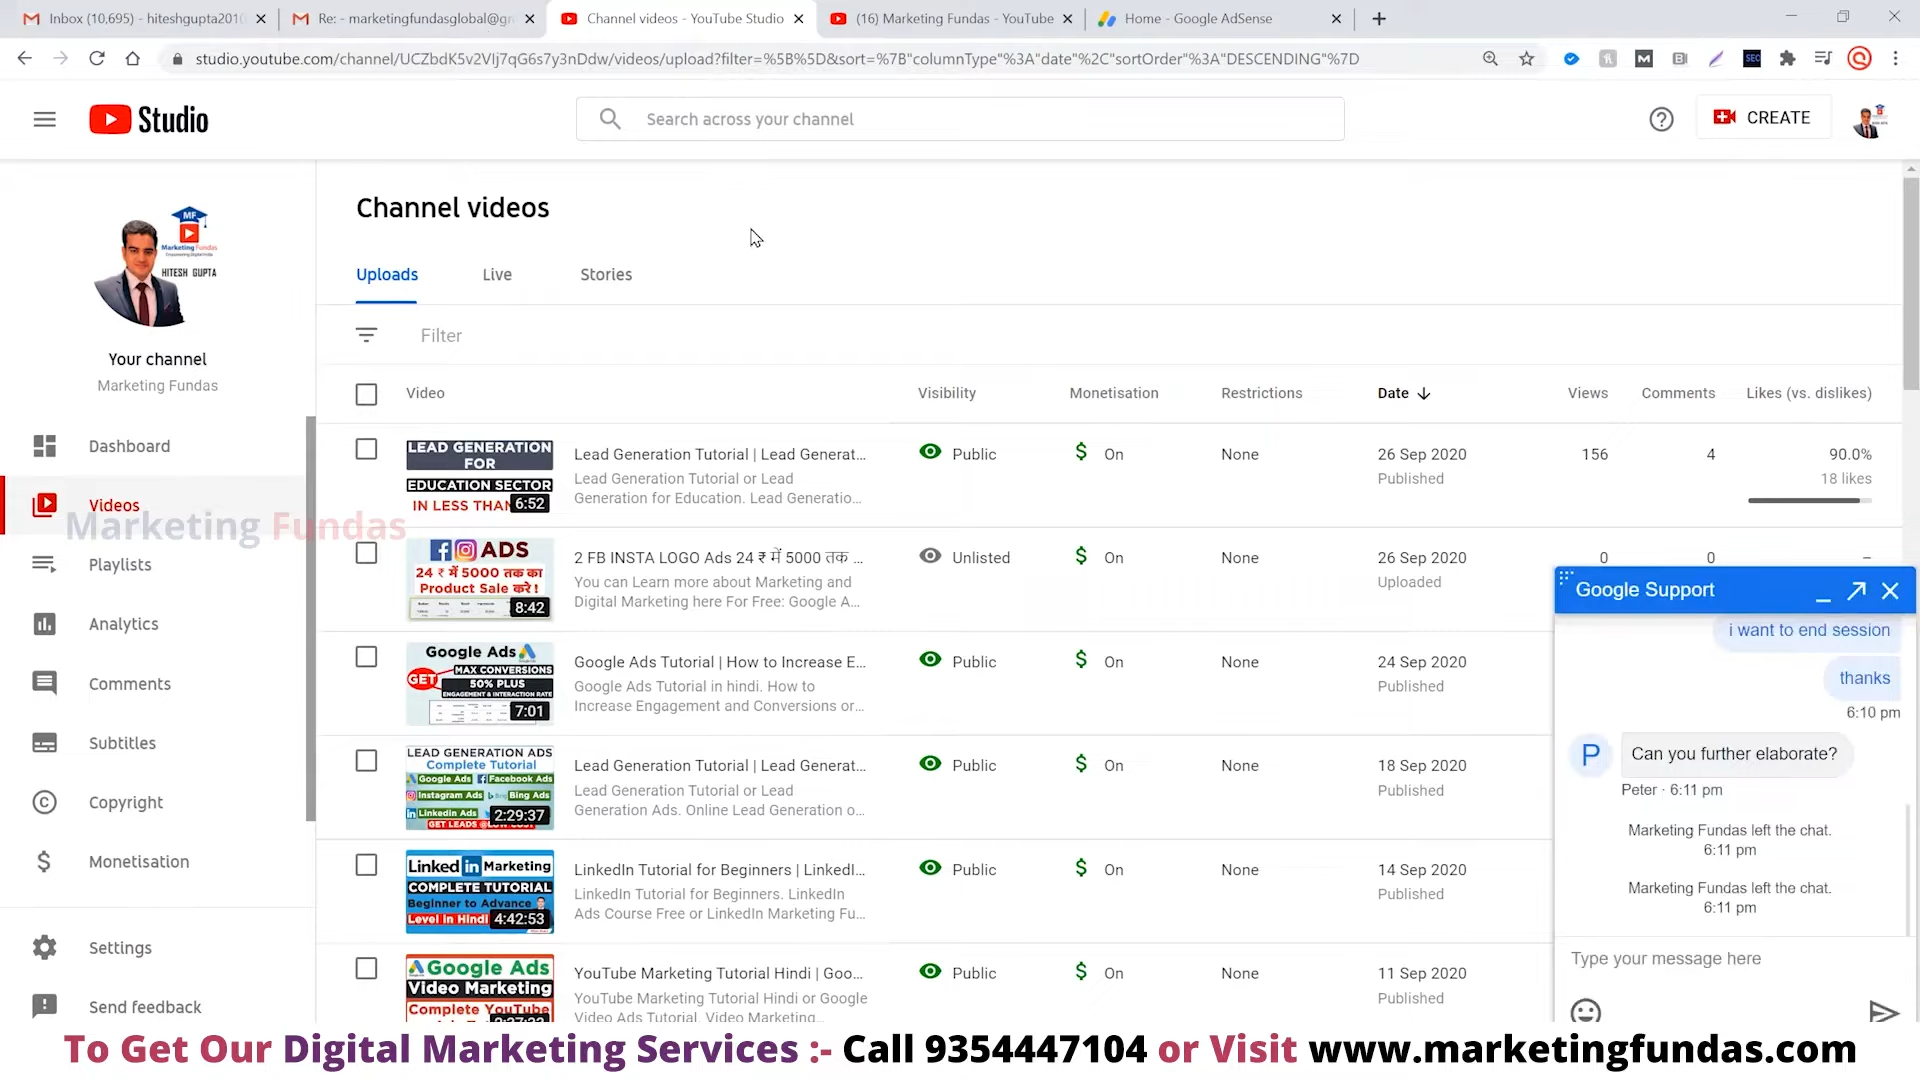 Inbox (10,695) - hiteshgupta2010
Re: - marketingfundasglobal@gm
Channel videos - YouTube Studio
(16) Marketing Fundas - YouTube
Home - Google AdSense
studio.youtube.com/channel/UCZbdK5v2VIj7qG6s7y3nDdw/videos/upload?filter=%5B%5D&sort=%7B"columnType"%3A"date"%2C"sortOrder"%3A"DESCENDING"%7D
Studio
Search across your channel
CREATE
MF
Marketing Fundas
HITESH GUPTA
Your channel
Marketing Fundas
Dashboard
Videos
Marketing Fundas
Playlists
Analytics
Comments
Subtitles
Copyright
Monetisation
Settings
Send feedback
Channel videos
Uploads Live Stories
Filter
Video Visibility Monetisation Restrictions Date Views Comments Likes (vs. dislikes)
LEAD GENERATION
FOR
EDUCATION SECTOR
IN LESS THAN
6:52
Lead Generation Tutorial | Lead Generat...
Lead Generation Tutorial or Lead
Generation for Education. Lead Generatio...
Public $ On None 26 Sep 2020 156 4 90.0%
Published 18 likes
ADS
24 ₹ में 5000 तक का
Product Sale करे !
8:42
2 FB INSTA LOGO Ads 24 ₹ में 5000 तक ...
You can Learn more about Marketing and
Digital Marketing here For Free: Google A...
Unlisted $ On None 26 Sep 2020 0 0 –
Uploaded
Google Ads
GET
MAX CONVERSIONS
50% PLUS
ENGAGEMENT & INTERACTION RATE
7:01
Google Ads Tutorial | How to Increase E...
Google Ads Tutorial in hindi. How to
Increase Engagement and Conversions or...
Public $ On None 24 Sep 2020
Published
LEAD GENERATION ADS
Complete Tutorial
Google Ads Facebook Ads
Instagram Ads Bing Ads
Linkedin Ads
2:29:37
Lead Generation Tutorial | Lead Generat...
Lead Generation Tutorial or Lead
Generation Ads. Online Lead Generation o...
Public $ On None 18 Sep 2020
Published
Linked in Marketing
COMPLETE TUTORIAL
Beginner to Advance
Level In Hindi
4:42:53
LinkedIn Tutorial for Beginners | LinkedI...
LinkedIn Tutorial for Beginners. LinkedIn
Ads Course Free or LinkedIn Marketing Fu...
Public $ On None 14 Sep 2020
Published
Google Ads
Video Marketing
Complete YouTube
YouTube Marketing Tutorial Hindi | Goo...
YouTube Marketing Tutorial Hindi or Google
Video Ads Tutorial. Video Marketing...
Public $ On None 11 Sep 2020
Published
Google Support
i want to end session
thanks
6:10 pm
P
Can you further elaborate?
Peter · 6:11 pm
Marketing Fundas left the chat.
6:11 pm
Marketing Fundas left the chat.
6:11 pm
Type your message here
To Get Our Digital Marketing Services :- Call 9354447104 or Visit www.marketingfundas.com